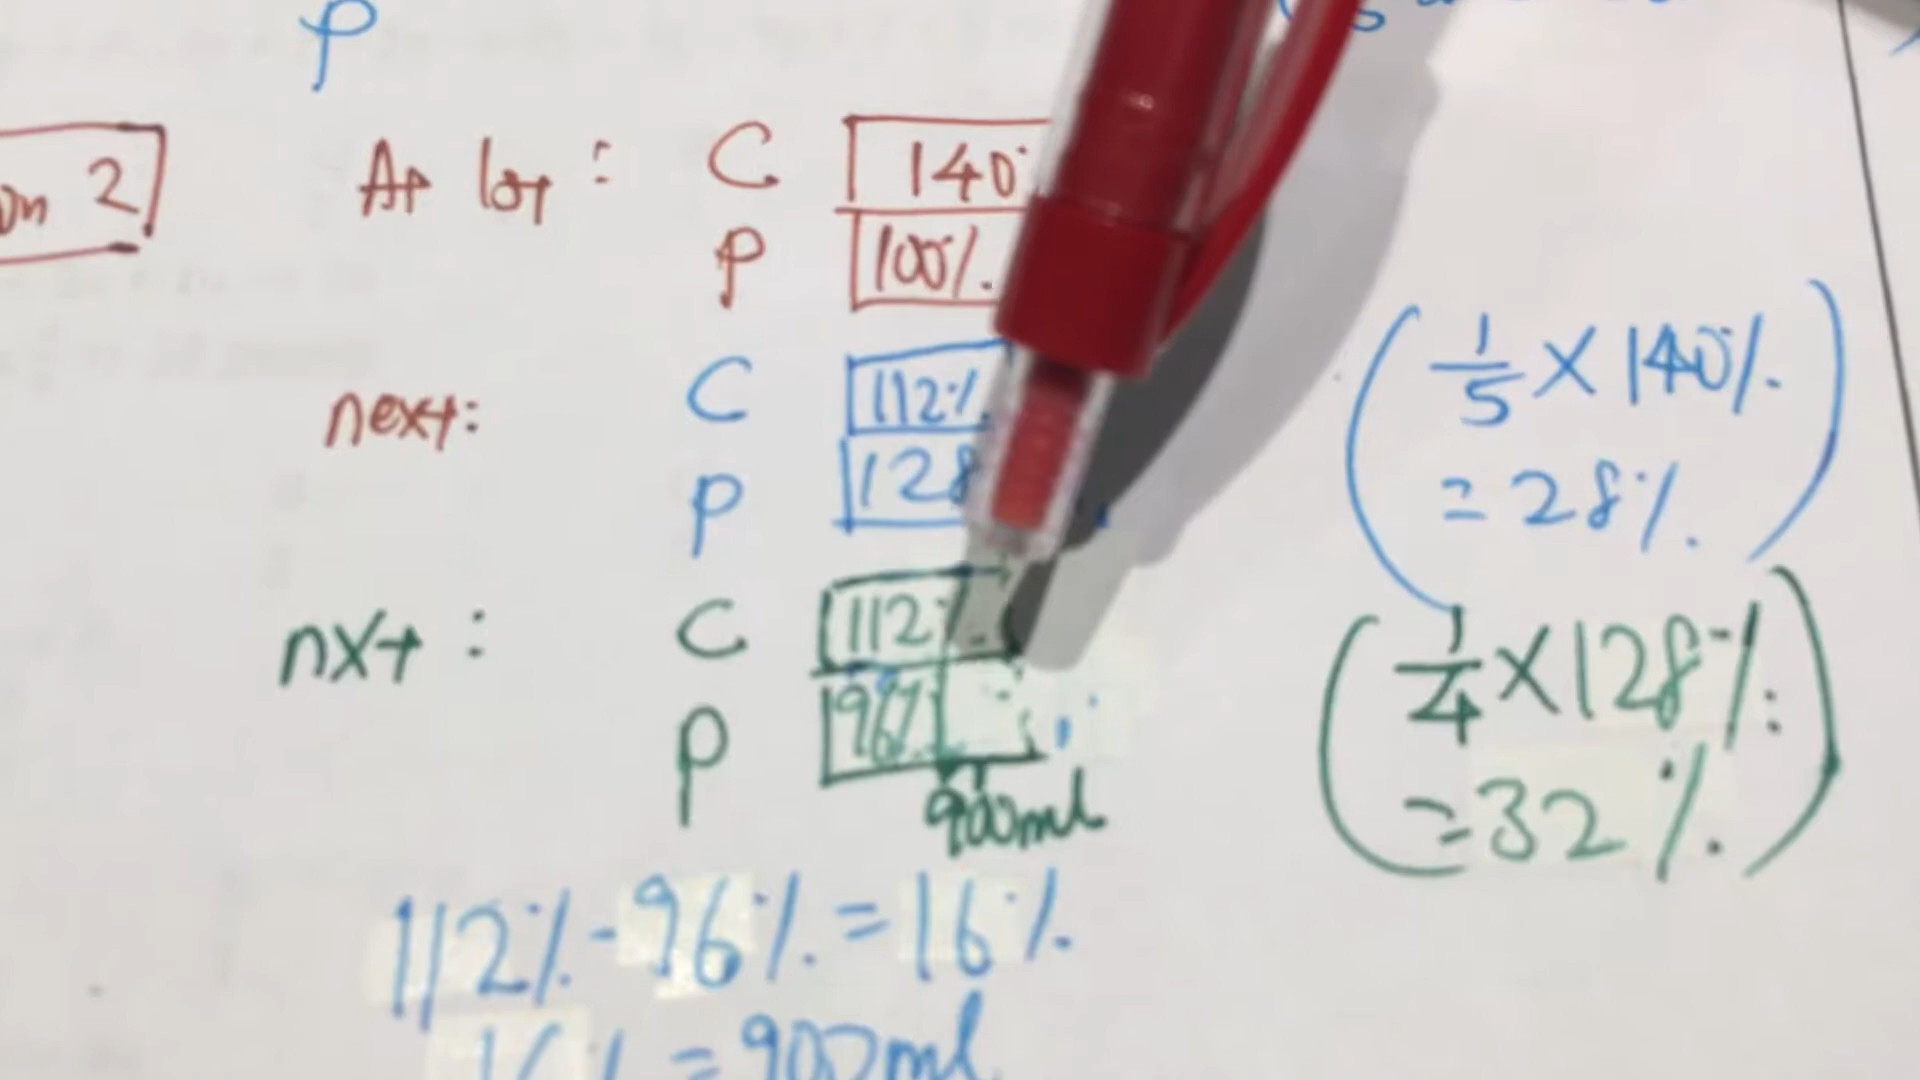 P
on 2
At 1st : C 140
P 100%.
(1/5 × 140%.
= 28%.)
next: C 112%.
P 128
(1/4 × 128%.
= 32%.)
nxt : C 112%.
P 96%
900ml
112%. - 96%. = 16%.
16% = 900ml